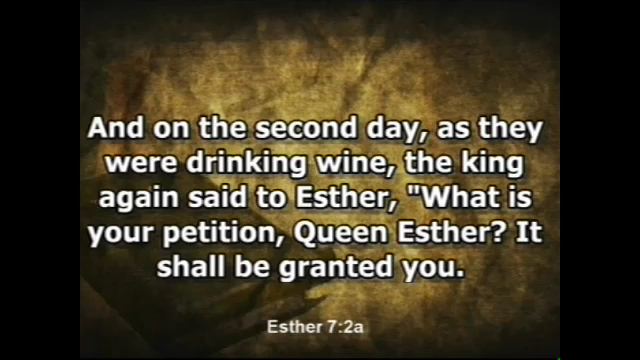 And on the second day, as they
were drinking wine, the king
again said to Esther, "What is
your petition, Queen Esther? It
shall be granted you.
Esther 7:2a